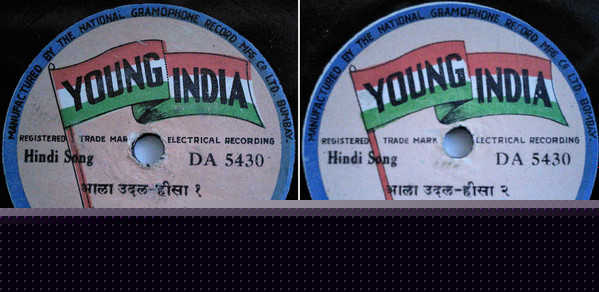 MANUFACTURED BY THE NATIONAL GRAMOPHONE RECORD MFG. CO. LTD. BOMBAY.
YOUNG INDIA
REGISTERED TRADE MARK ELECTRICAL RECORDING
Hindi Song DA 5430
आला उदल-हीसा १
MANUFACTURED BY THE NATIONAL GRAMOPHONE RECORD MFG. CO. LTD. BOMBAY.
YOUNG INDIA
REGISTERED TRADE MARK ELECTRICAL RECORDING
Hindi Song DA 5430
आला उदल-हीसा २